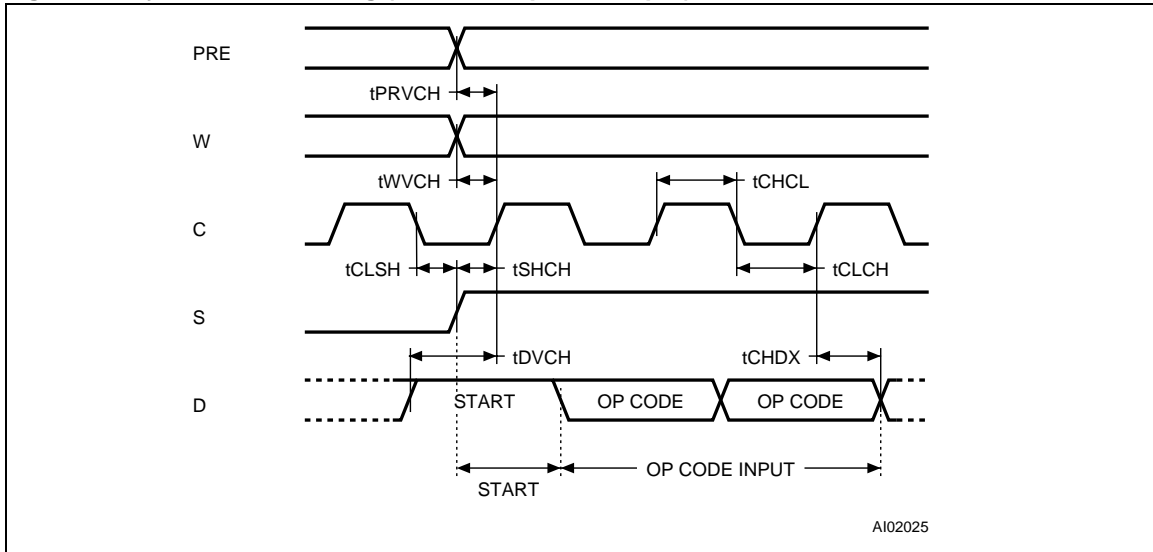 PRE
tPRVCH
W
tWVCH
tCHCL
C
tCLSH
tSHCH
tCLCH
S
tDVCH
tCHDX
D
START
OP CODE
OP CODE
OP CODE INPUT
START
AI02025